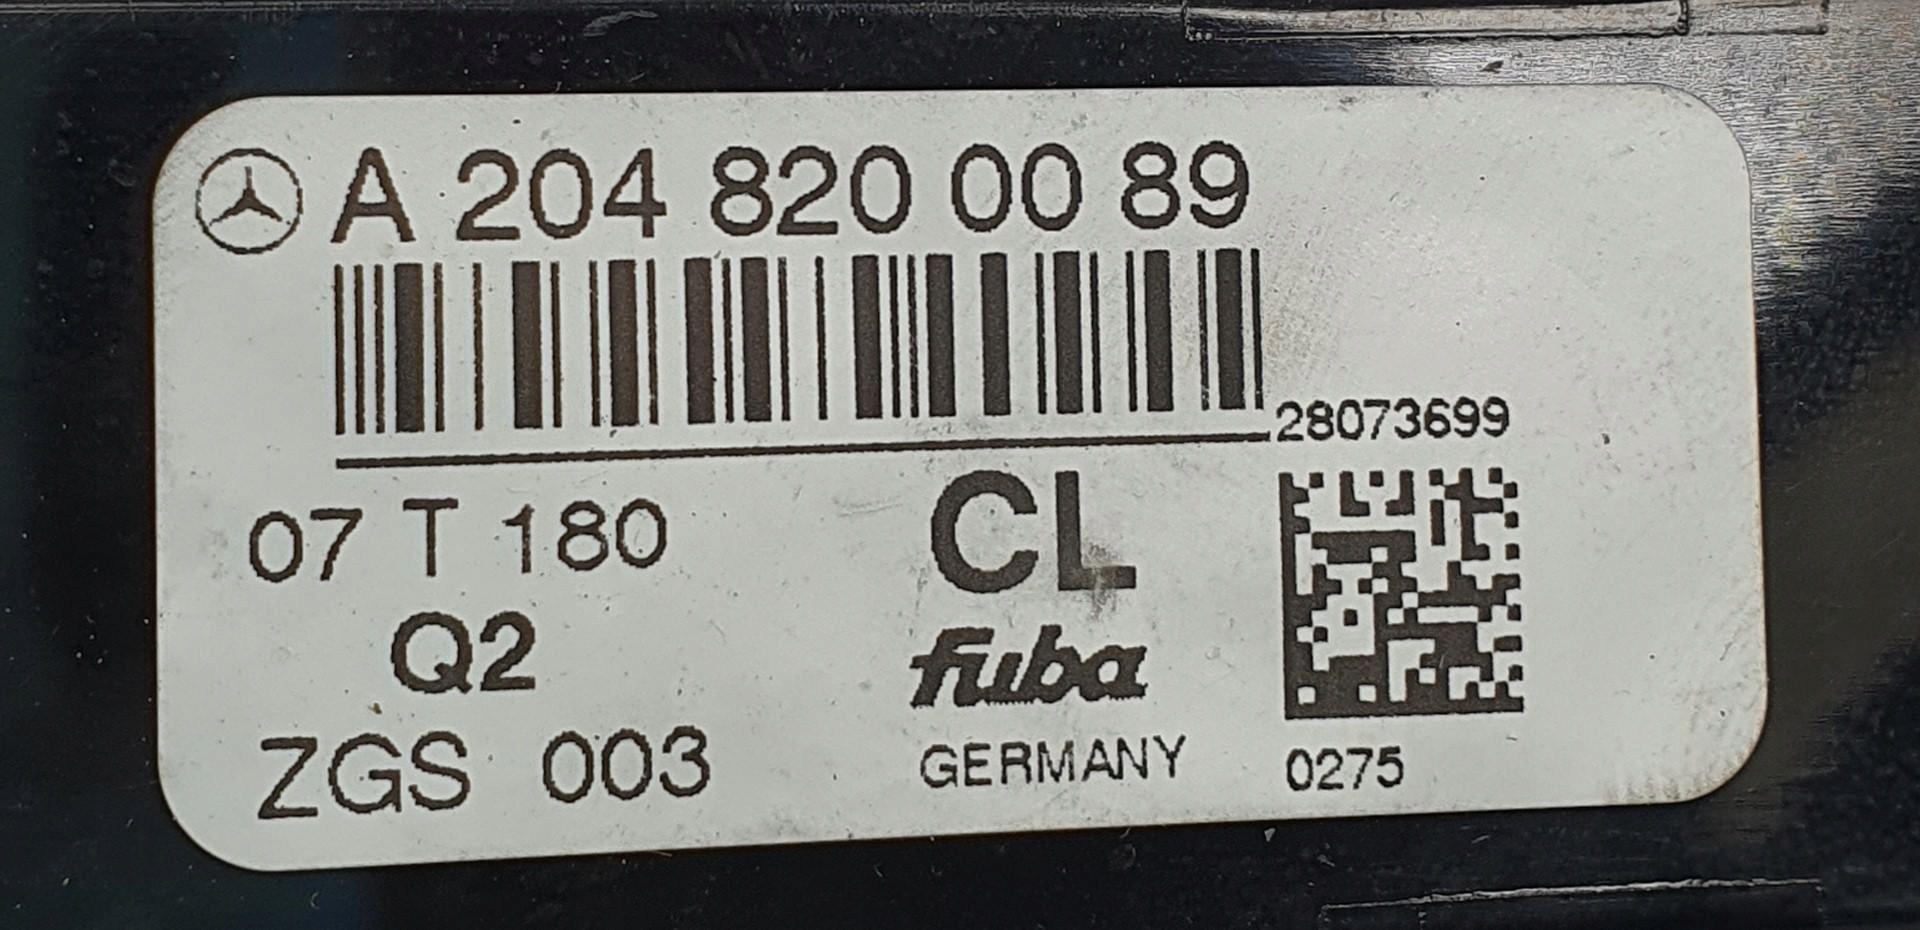 A 204 820 00 89
28073699
07 T 180
CL
Q2
fuba
ZGS 003
GERMANY
0275